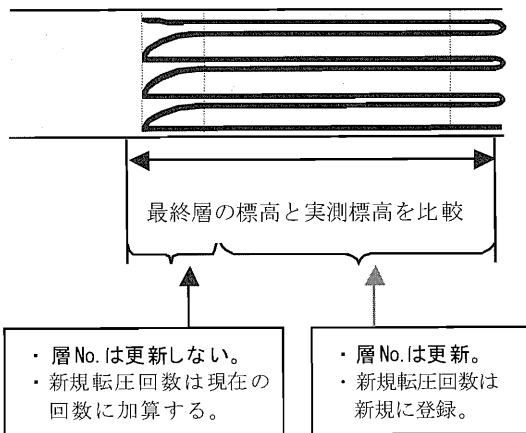 最終層の標高と実測標高を比較
・層No.は更新しない。
・新規転圧回数は現在の
回数に加算する。
・層No.は更新。
・新規転圧回数は
新規に登録。